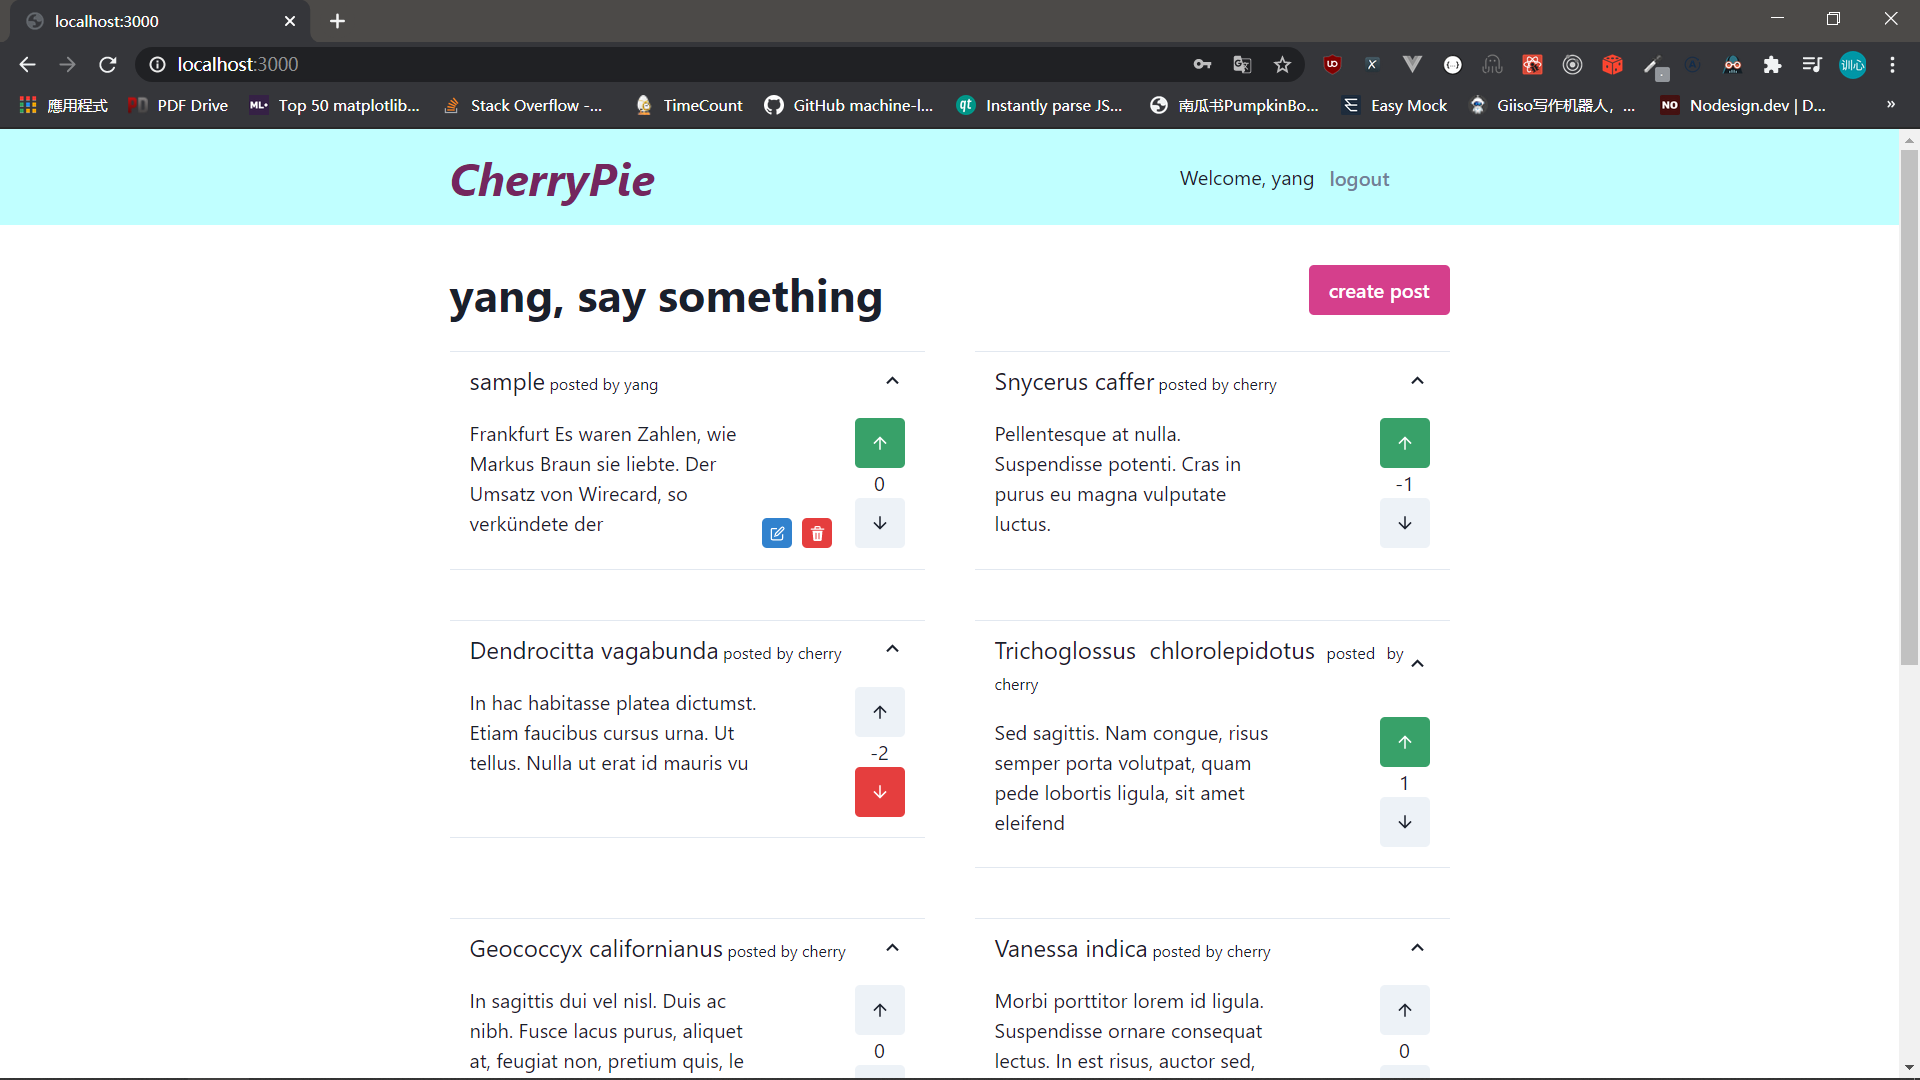 localhost:3000
localhost:3000
應用程式
PDF Drive
ML+ Top 50 matplotlib...
Stack Overflow -...
TimeCount
GitHub machine-l...
qt Instantly parse JS...
南瓜书PumpkinBo...
Easy Mock
Giiso写作机器人，...
NO Nodesign.dev | D...
»
CherryPie
Welcome, yang logout
yang, say something
create post
sample posted by yang
Frankfurt Es waren Zahlen, wie
Markus Braun sie liebte. Der
Umsatz von Wirecard, so
verkündete der
0
Snycerus caffer posted by cherry
Pellentesque at nulla.
Suspendisse potenti. Cras in
purus eu magna vulputate
luctus.
-1
Dendrocitta vagabunda posted by cherry
In hac habitasse platea dictumst.
Etiam faucibus cursus urna. Ut
tellus. Nulla ut erat id mauris vu
-2
Trichoglossus chlorolepidotus posted by
cherry
Sed sagittis. Nam congue, risus
semper porta volutpat, quam
pede lobortis ligula, sit amet
eleifend
1
Geococcyx californianus posted by cherry
In sagittis dui vel nisl. Duis ac
nibh. Fusce lacus purus, aliquet
at, feugiat non, pretium quis, le
0
Vanessa indica posted by cherry
Morbi porttitor lorem id ligula.
Suspendisse ornare consequat
lectus. In est risus, auctor sed,
0